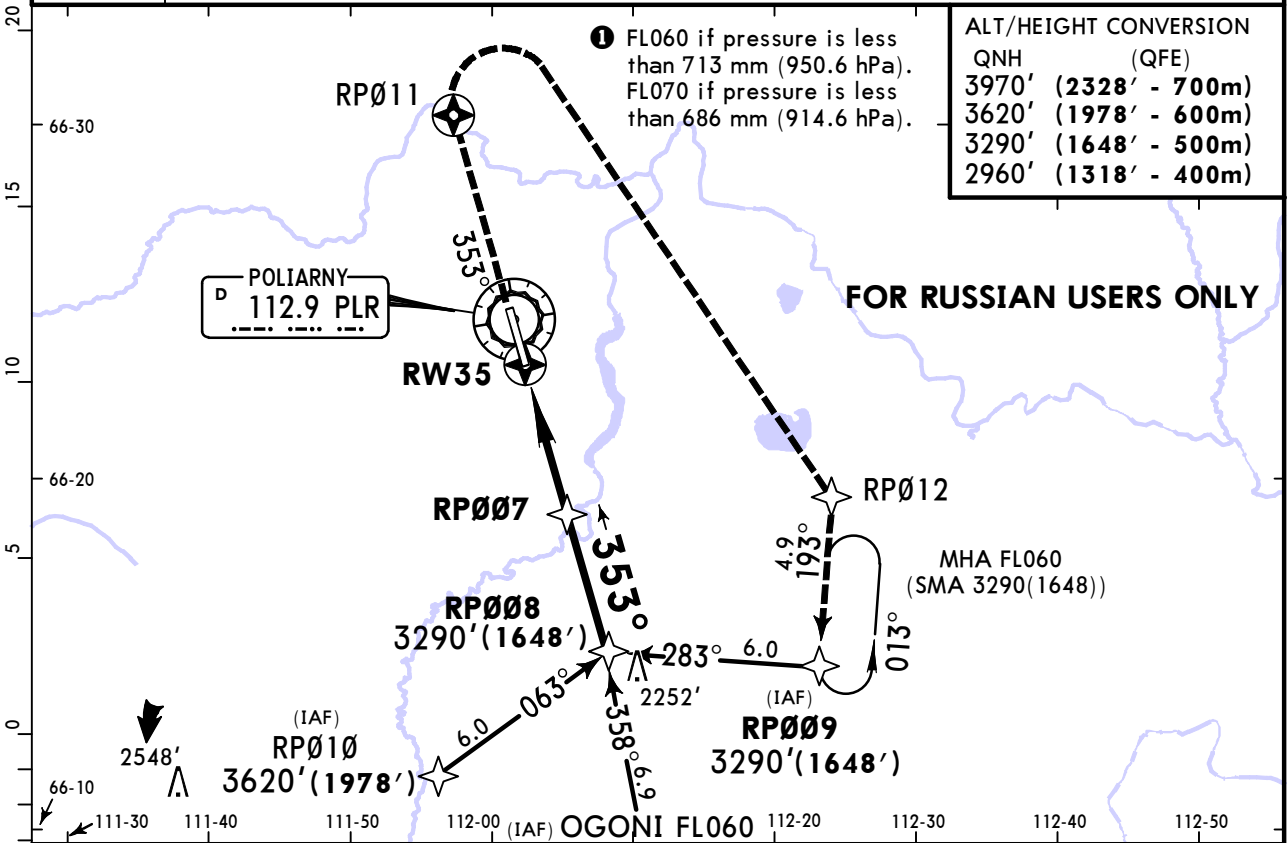 20
15
10
5
0
66-30
66-20
66-10
❶ FL060 if pressure is less
than 713 mm (950.6 hPa).
FL070 if pressure is less
than 686 mm (914.6 hPa).
ALT/HEIGHT CONVERSION
QNH (QFE)
3970' (2328' - 700m)
3620' (1978' - 600m)
3290' (1648' - 500m)
2960' (1318' - 400m)
RPØ11
353°
POLIARNY
D 112.9 PLR
FOR RUSSIAN USERS ONLY
RW35
RPØØ7
RPØ12
353°
4.9
193°
MHA FL060
(SMA 3290(1648))
013°
RPØØ8
3290'(1648')
283° 6.0
2252'
(IAF)
RPØØ9
3290'(1648')
063°
6.0
(IAF)
RPØ1Ø
3620'(1978')
358° 6.9
2548'
(IAF) OGONI FL060
111-30
111-40
111-50
112-00
112-20
112-30
112-40
112-50